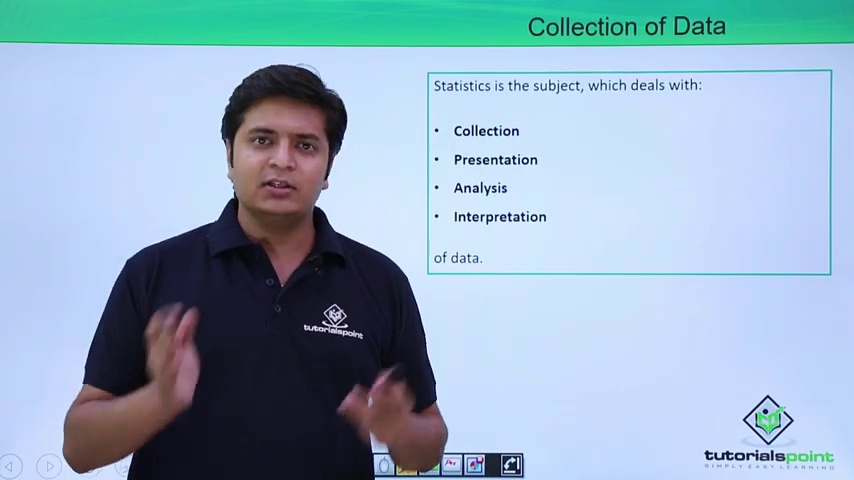 Collection of Data
Statistics is the subject, which deals with:
• Collection
• Presentation
• Analysis
• Interpretation
of data.
tutorialspoint
tutorialspoint
SIMPLY EASY LEARNING